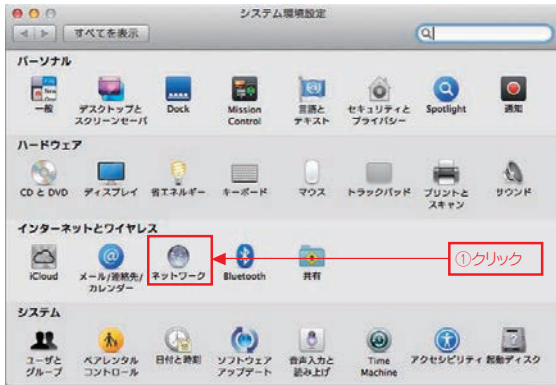 システム環境設定
すべてを表示
パーソナル
一般
デスクトップと
スクリーンセーバ
Dock
Mission
Control
言語と
テキスト
セキュリティと
プライバシー
Spotlight
通知
ハードウェア
CD と DVD
ディスプレイ
省エネルギー
キーボード
マウス
トラックパッド
プリントと
スキャン
サウンド
インターネットとワイヤレス
iCloud
メール/連絡先/
カレンダー
ネットワーク
Bluetooth
共有
①クリック
システム
ユーザと
グループ
ペアレンタル
コントロール
日付と時刻
ソフトウェア
アップデート
音声入力と
読み上げ
Time
Machine
アクセシビリティ
起動ディスク